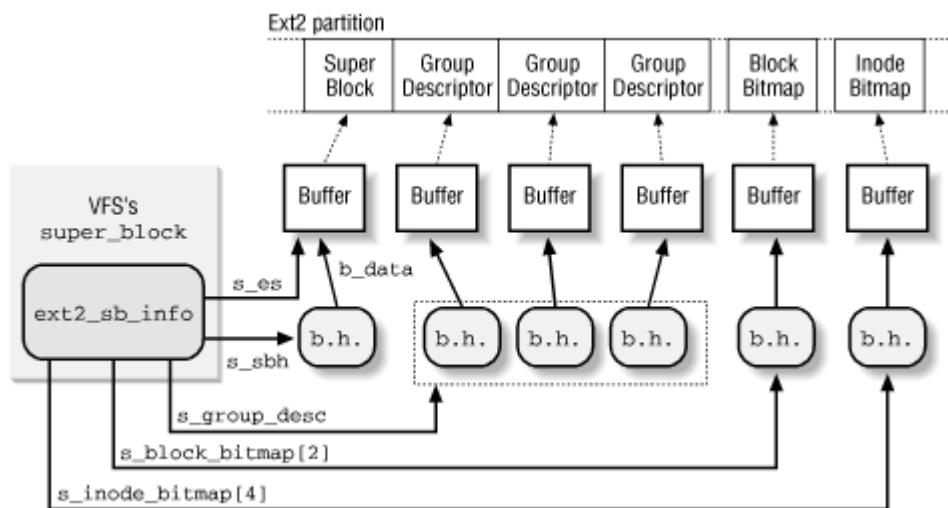 Ext2 partition
Super Block
Group Descriptor
Group Descriptor
Group Descriptor
Block Bitmap
Inode Bitmap
Buffer
Buffer
Buffer
Buffer
Buffer
Buffer
VFS's
super_block
ext2_sb_info
s_es
b_data
s_sbh
b.h.
b.h.
b.h.
b.h.
b.h.
b.h.
s_group_desc
s_block_bitmap[2]
s_inode_bitmap[4]